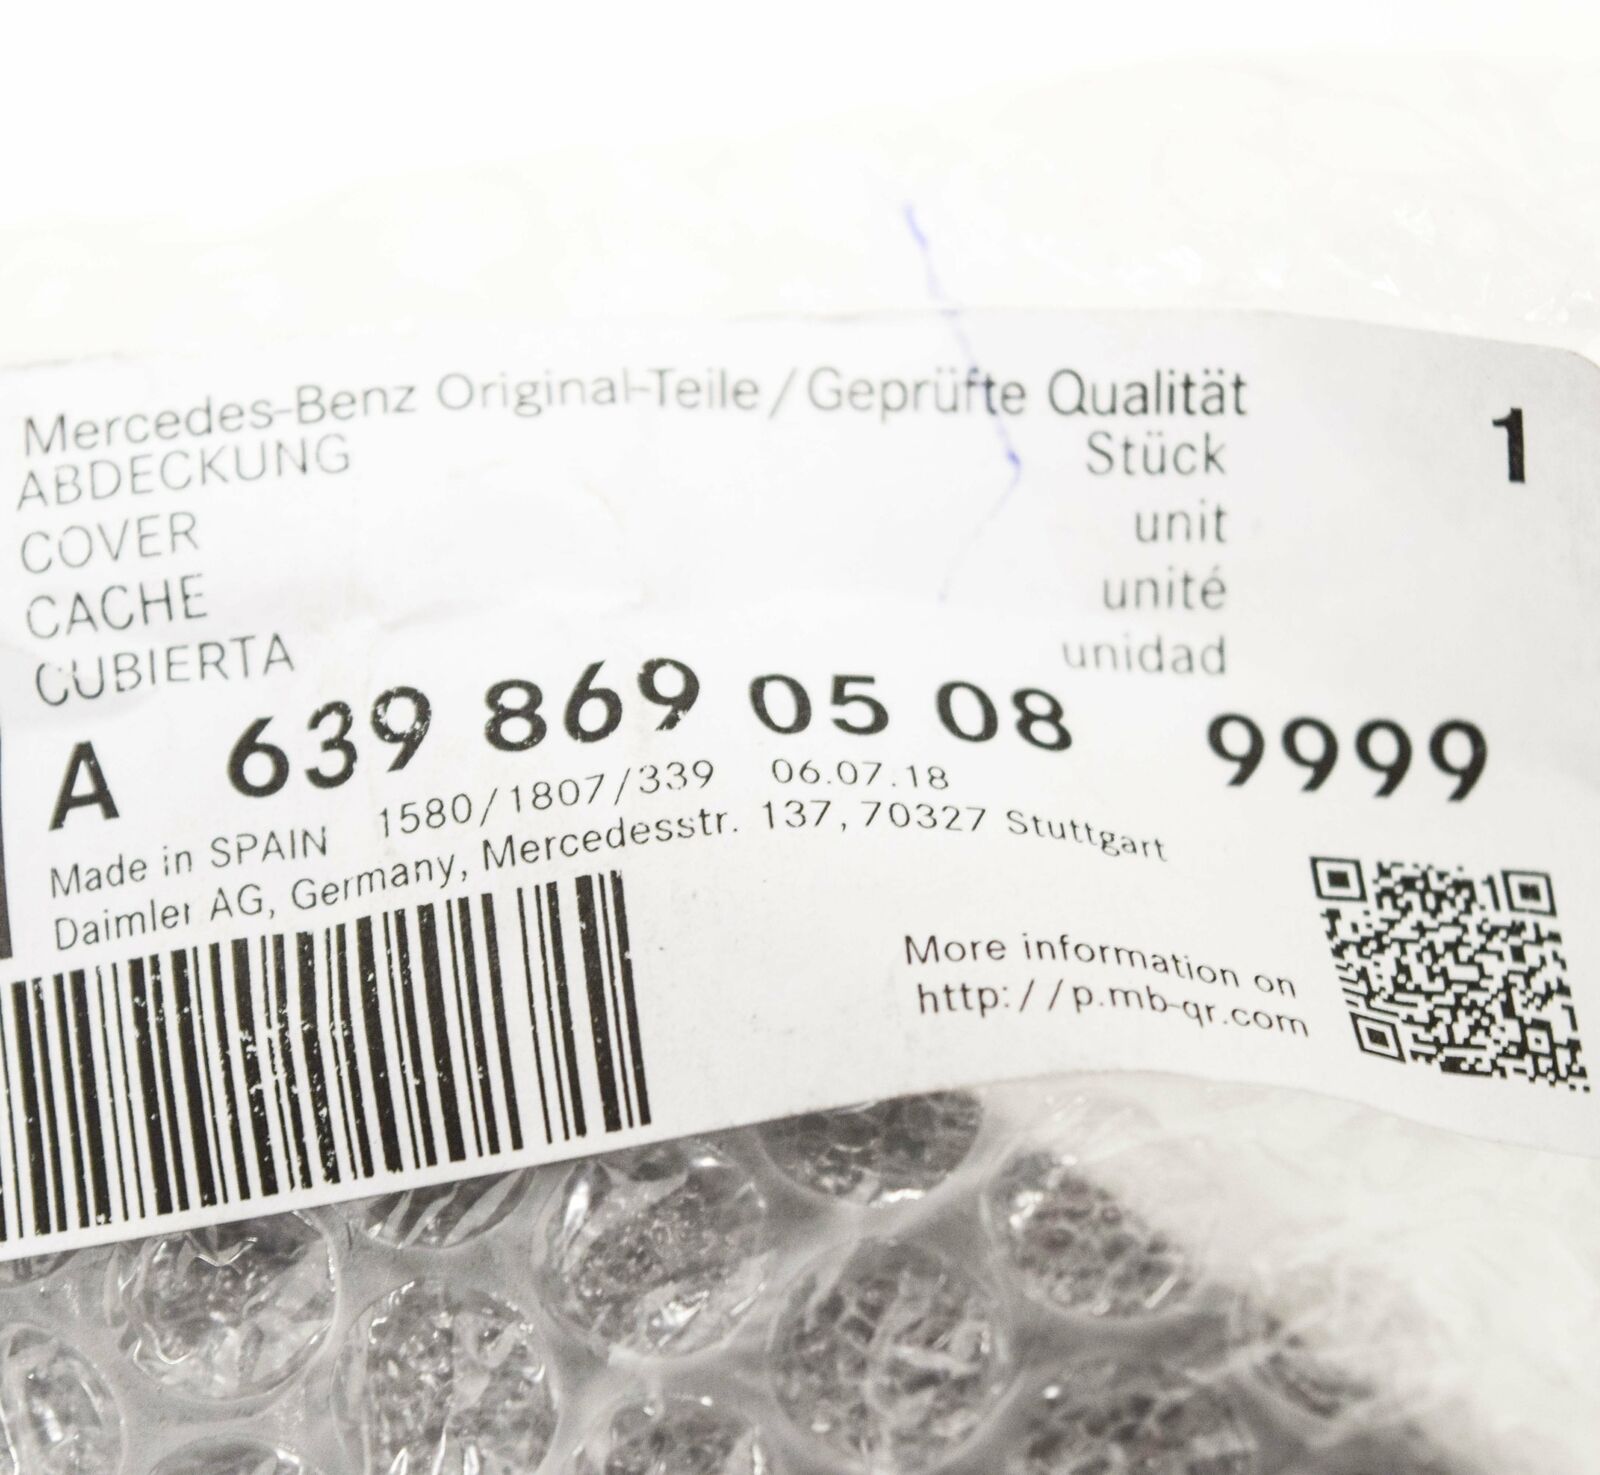 Mercedes-Benz Original-Teile/Geprüfte Qualität
ABDECKUNG Stück 1
COVER unit
CACHE unité
CUBIERTA unidad
A 639 869 05 08 9999
Made in SPAIN 1580/1807/339 06.07.18
Daimler AG, Germany, Mercedesstr. 137, 70327 Stuttgart
More information on
http://p.mb-qr.com